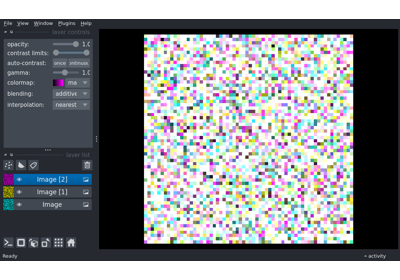 File View Window Plugins Help
layer controls
opacity: 1.0
contrast limits:
auto-contrast: once
gamma: 1.0
colormap: ma
blending: additive
interpolation: nearest
layer list
Image [2]
Image [1]
Image
Ready activity